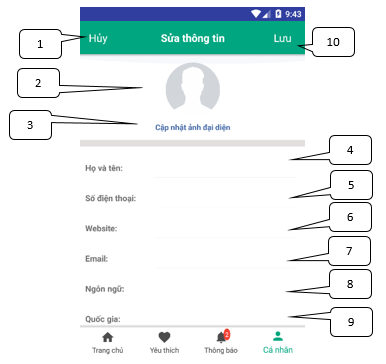 9:43
1
Hủy
Sửa thông tin
Lưu
10
2
3
Cập nhật ảnh đại diện
4
Họ và tên:
5
Số điện thoại:
6
Website:
7
Email:
8
Ngôn ngữ:
9
Quốc gia:
2
Trang chủ
Yêu thích
Thông báo
Cá nhân